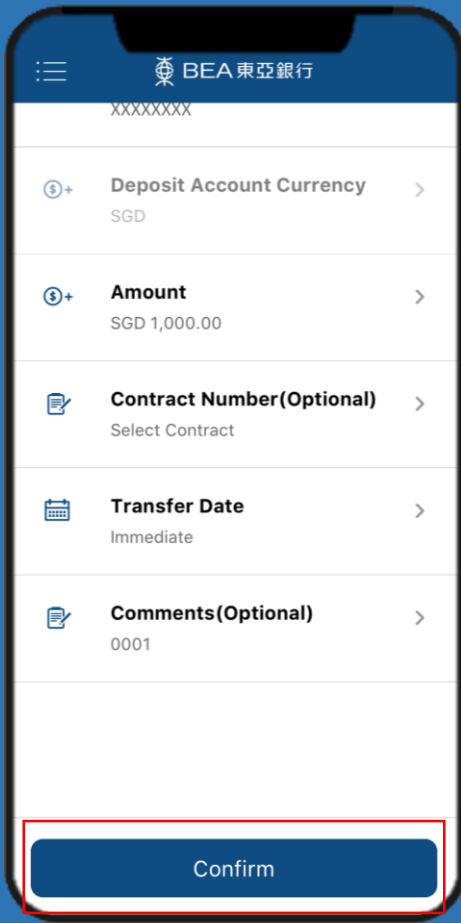 BEA東亞銀行
XXXXXXXX
Deposit Account Currency
SGD
Amount
SGD 1,000.00
Contract Number(Optional)
Select Contract
Transfer Date
Immediate
Comments(Optional)
0001
Confirm